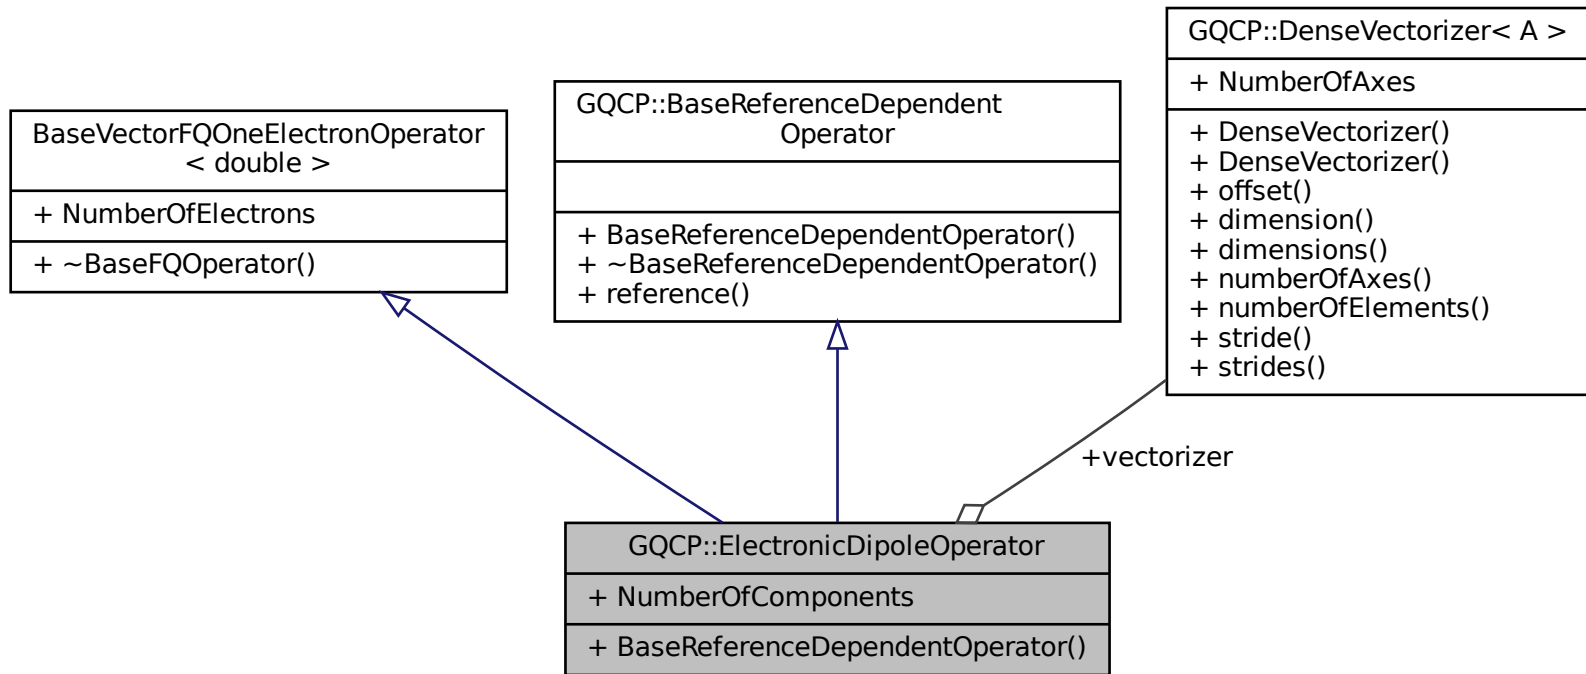 BaseVectorFQOneElectronOperator
< double >
+ NumberOfElectrons
+ ~BaseFQOperator()
GQCP::BaseReferenceDependent
Operator
+ BaseReferenceDependentOperator()
+ ~BaseReferenceDependentOperator()
+ reference()
GQCP::DenseVectorizer< A >
+ NumberOfAxes
+ DenseVectorizer()
+ DenseVectorizer()
+ offset()
+ dimension()
+ dimensions()
+ numberOfAxes()
+ numberOfElements()
+ stride()
+ strides()
+vectorizer
GQCP::ElectronicDipoleOperator
+ NumberOfComponents
+ BaseReferenceDependentOperator()